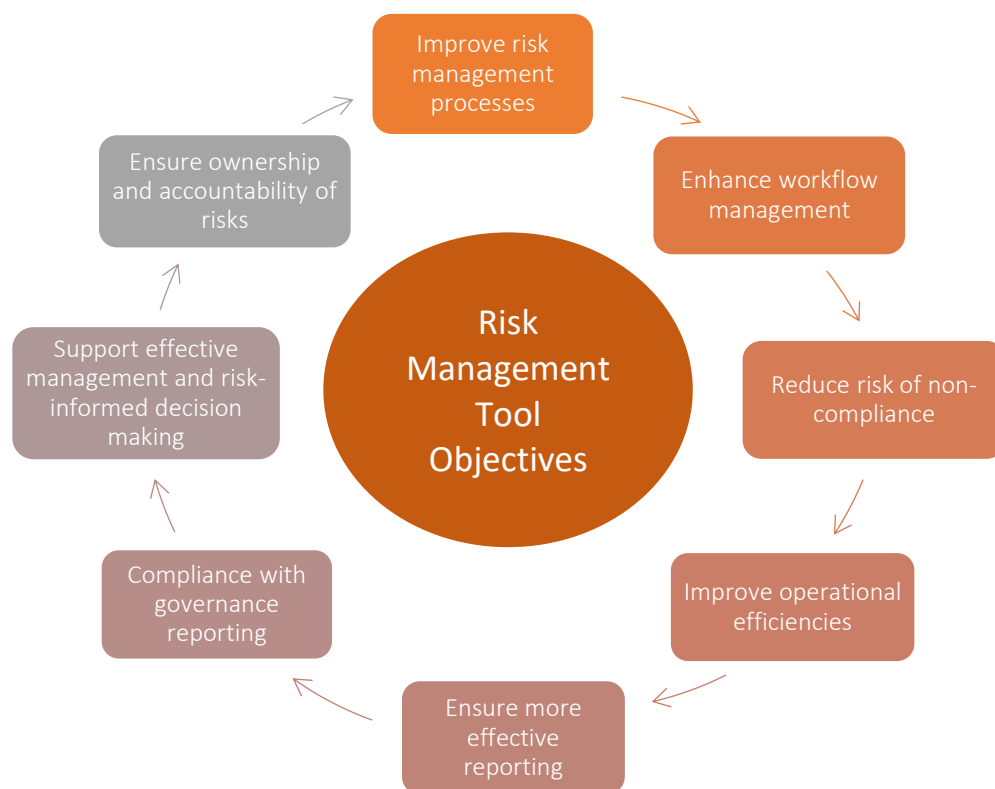 Improve risk
management
processes
Enhance workflow
management
Reduce risk of non-
compliance
Improve operational
efficiencies
Ensure more
effective
reporting
Compliance with
governance
reporting
Support effective
management and risk-
informed decision
making
Ensure ownership
and accountability of
risks
Risk
Management
Tool
Objectives